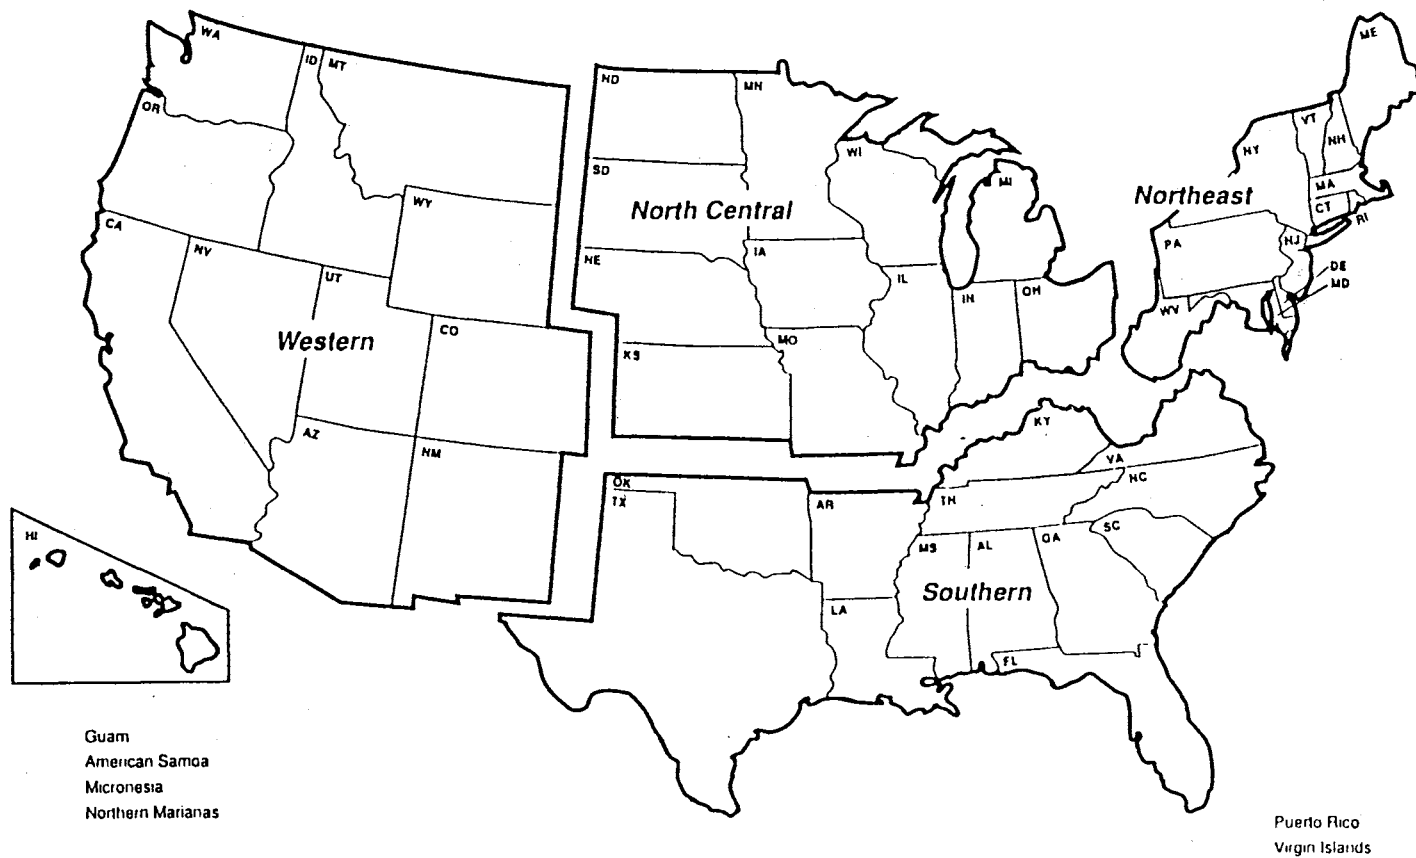 WA
ID
MT
OR
WY
CA
NV
UT
CO
AZ
NM
Western
HI
Guam
American Samoa
Micronesia
Northern Marianas
ND
MN
SD
WI
MI
North Central
NE
IA
IL
IN
OH
KS
MO
ME
VT
NH
NY
MA
CT
RI
Northeast
PA
NJ
DE
MD
WV
OK
TX
AR
KY
VA
TN
NC
SC
MS
AL
GA
LA
FL
Southern
Puerto Rico
Virgin Islands